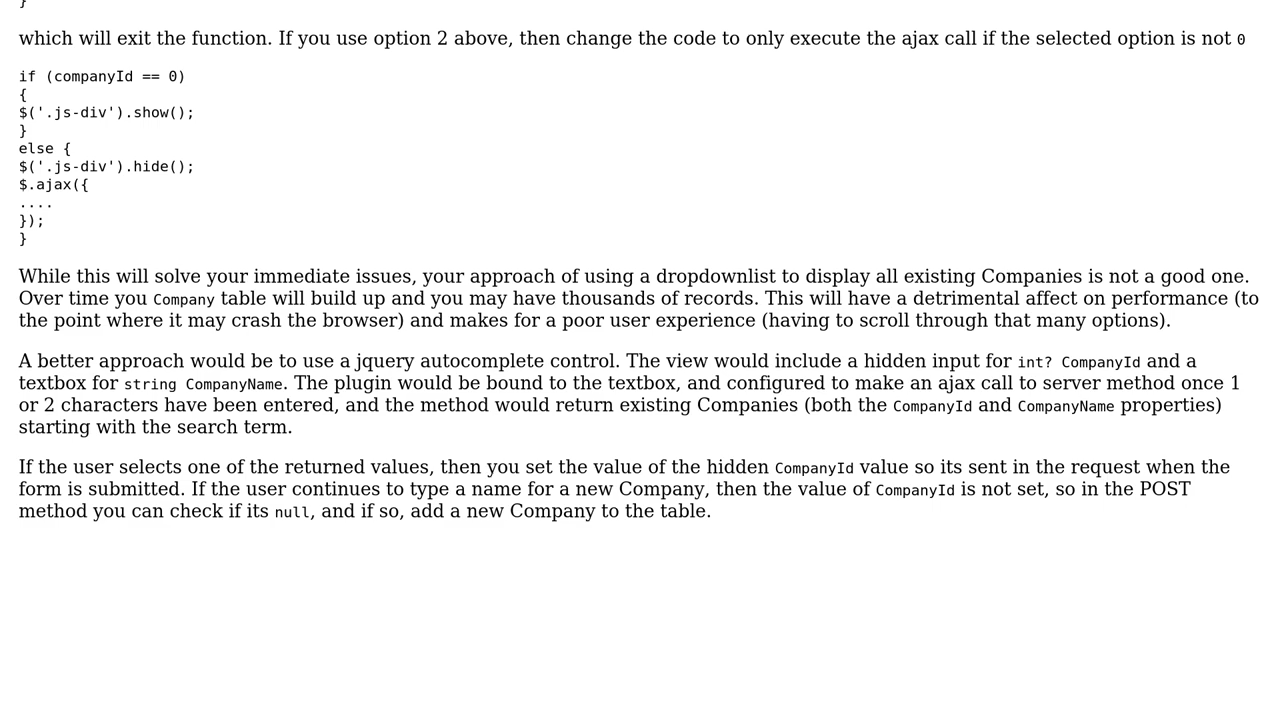 }
which will exit the function. If you use option 2 above, then change the code to only execute the ajax call if the selected option is not 0
if (companyId == 0)
{
$('.js-div').show();
}
else {
$('.js-div').hide();
$.ajax({
....
});
}
While this will solve your immediate issues, your approach of using a dropdownlist to display all existing Companies is not a good one.
Over time you Company table will build up and you may have thousands of records. This will have a detrimental affect on performance (to
the point where it may crash the browser) and makes for a poor user experience (having to scroll through that many options).
A better approach would be to use a jquery autocomplete control. The view would include a hidden input for int? CompanyId and a
textbox for string CompanyName. The plugin would be bound to the textbox, and configured to make an ajax call to server method once 1
or 2 characters have been entered, and the method would return existing Companies (both the CompanyId and CompanyName properties)
starting with the search term.
If the user selects one of the returned values, then you set the value of the hidden CompanyId value so its sent in the request when the
form is submitted. If the user continues to type a name for a new Company, then the value of CompanyId is not set, so in the POST
method you can check if its null, and if so, add a new Company to the table.